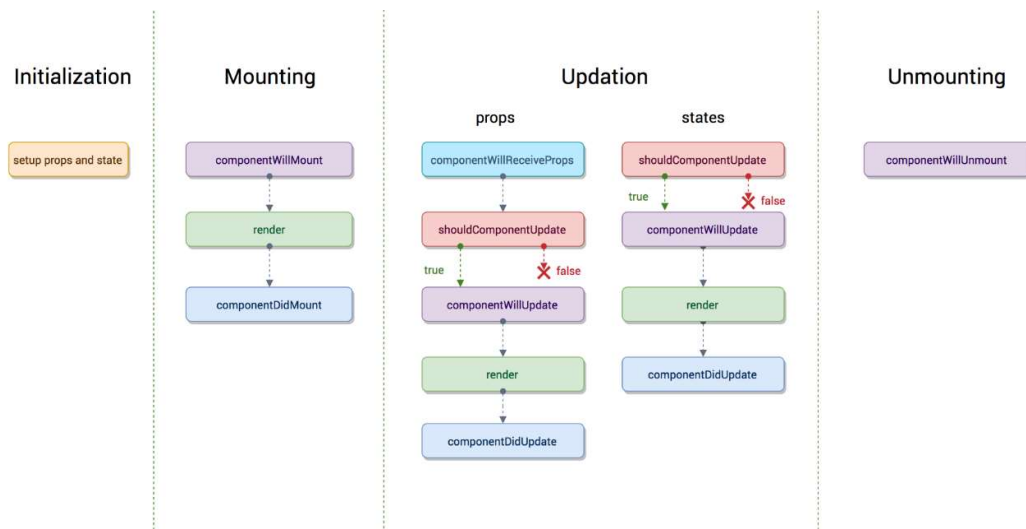 Initialization
setup props and state
Mounting
componentWillMount
render
componentDidMount
Updation
props
componentWillReceiveProps
shouldComponentUpdate
true
false
componentWillUpdate
render
componentDidUpdate
states
shouldComponentUpdate
true
false
componentWillUpdate
render
componentDidUpdate
Unmounting
componentWillUnmount